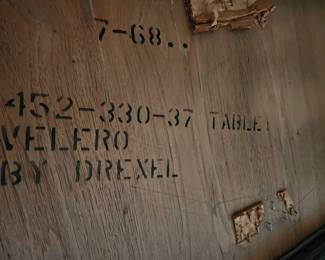 7-68..
452-330-37 TABLE
VELERO
BY DREXEL